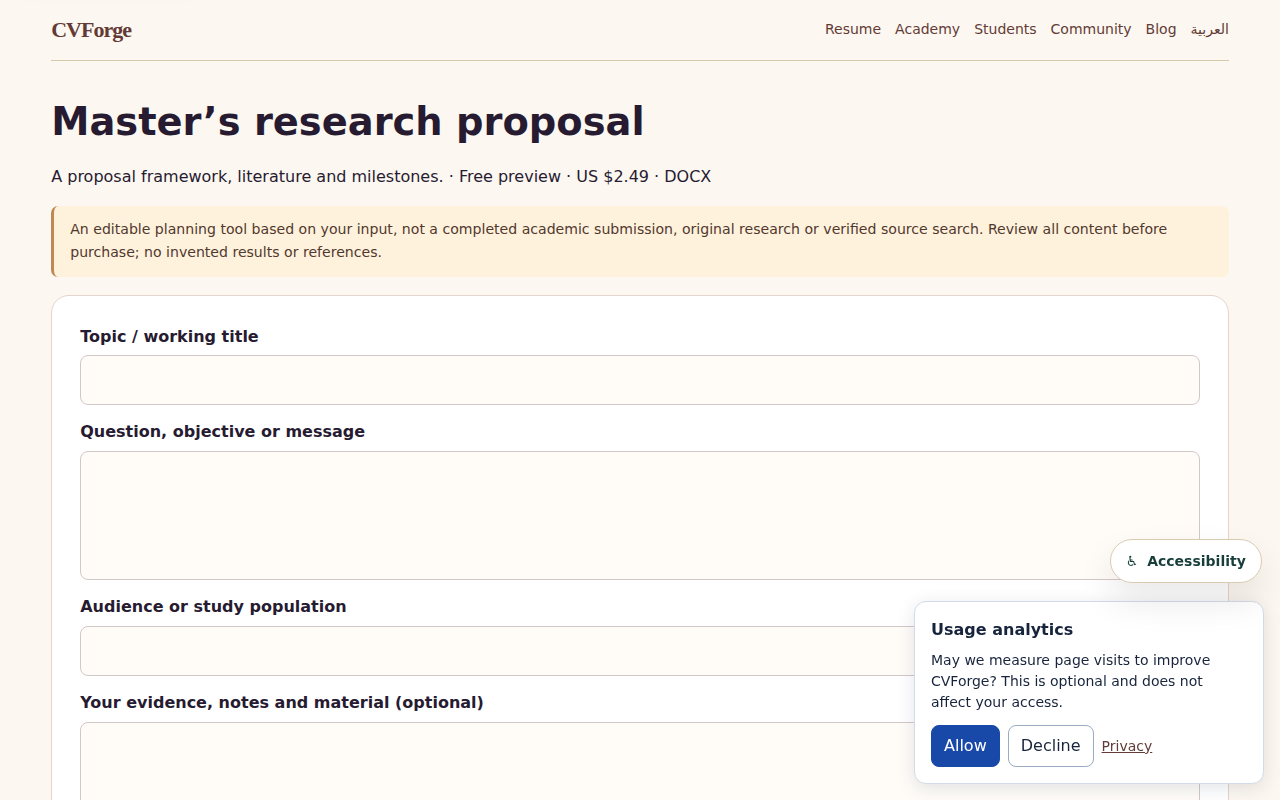 CVForge
Resume Academy Students Community Blog العربية
Master’s research proposal
A proposal framework, literature and milestones. · Free preview · US $2.49 · DOCX
An editable planning tool based on your input, not a completed academic submission, original research or verified source search. Review all content before
purchase; no invented results or references.
Topic / working title
Question, objective or message
Accessibility
Audience or study population
Your evidence, notes and material (optional)
Usage analytics
May we measure page visits to improve
CVForge? This is optional and does not
affect your access.
Allow Decline Privacy